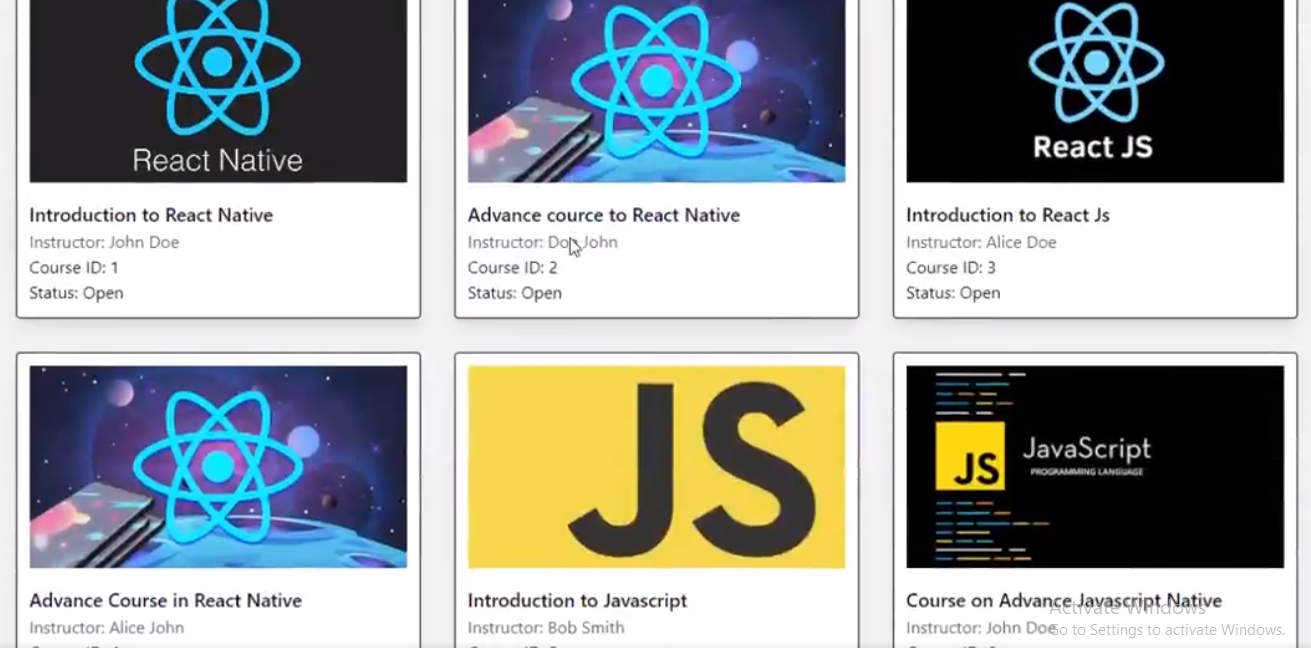 React Native
React JS
Introduction to React Native
Instructor: John Doe
Course ID: 1
Status: Open
Advance cource to React Native
Instructor: Doe John
Course ID: 2
Status: Open
Introduction to React Js
Instructor: Alice Doe
Course ID: 3
Status: Open
JS
JS
JavaScript
PROGRAMMING LANGUAGE
Advance Course in React Native
Instructor: Alice John
Introduction to Javascript
Instructor: Bob Smith
Course on Advance Javascript Native
Instructor: John Doe
Activate Windows
Go to Settings to activate Windows.